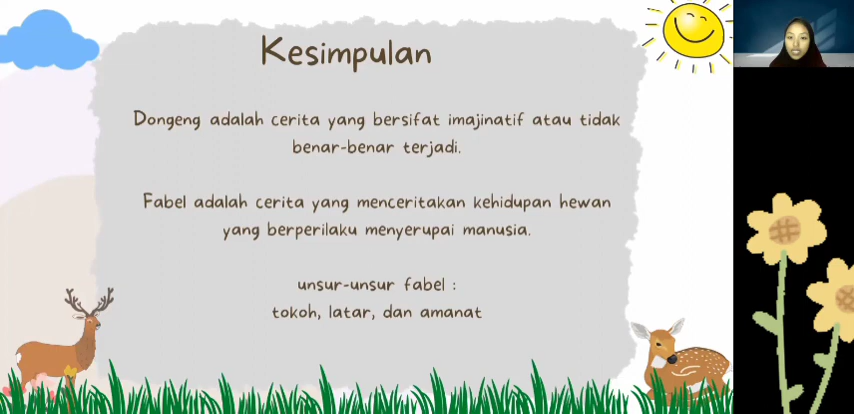 Kesimpulan
Dongeng adalah cerita yang bersifat imajinatif atau tidak
benar-benar terjadi.
Fabel adalah cerita yang menceritakan kehidupan hewan
yang berperilaku menyerupai manusia.
unsur-unsur fabel :
tokoh, latar, dan amanat